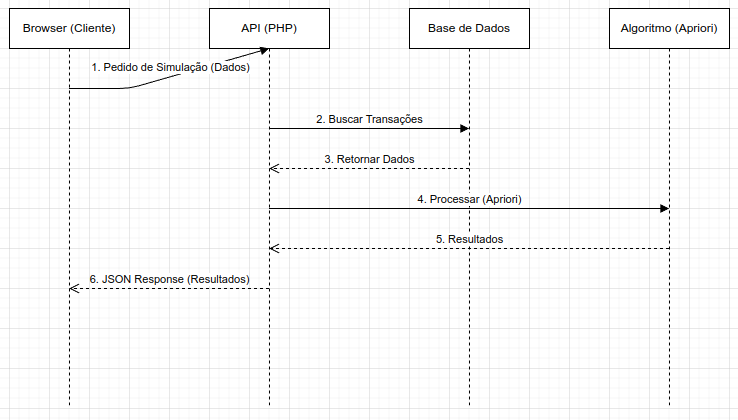 Browser (Cliente)
API (PHP)
Base de Dados
Algoritmo (Apriori)
1. Pedido de Simulação (Dados)
2. Buscar Transações
3. Retornar Dados
4. Processar (Apriori)
5. Resultados
6. JSON Response (Resultados)